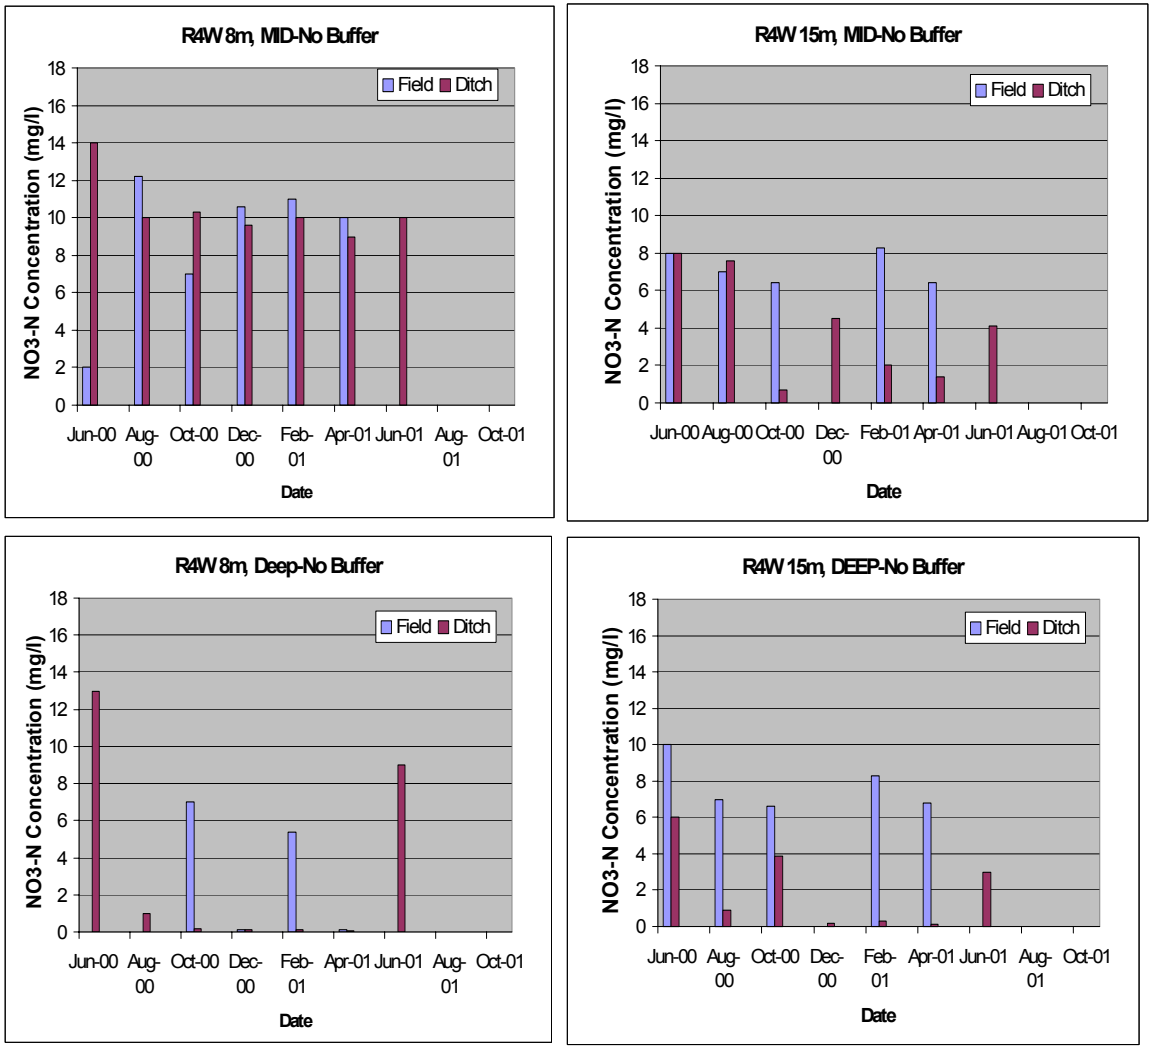 R4W 8m, MID-No Buffer
NO3-N Concentration (mg/l)
18
16
14
12
10
8
6
4
2
0
Field Ditch
Jun-00 Aug-00 Oct-00 Dec-00 Feb-01 Apr-01 Jun-01 Aug-01 Oct-01
Date
R4W 15m, MID-No Buffer
NO3-N Concentration (mg/l)
18
16
14
12
10
8
6
4
2
0
Field Ditch
Jun-00 Aug-00 Oct-00 Dec-00 Feb-01 Apr-01 Jun-01 Aug-01 Oct-01
Date
R4W 8m, Deep-No Buffer
NO3-N Concentration (mg/l)
18
16
14
12
10
8
6
4
2
0
Field Ditch
Jun-00 Aug-00 Oct-00 Dec-00 Feb-01 Apr-01 Jun-01 Aug-01 Oct-01
Date
R4W 15m, DEEP-No Buffer
NO3-N Concentration (mg/l)
18
16
14
12
10
8
6
4
2
0
Field Ditch
Jun-00 Aug-00 Oct-00 Dec-00 Feb-01 Apr-01 Jun-01 Aug-01 Oct-01
Date